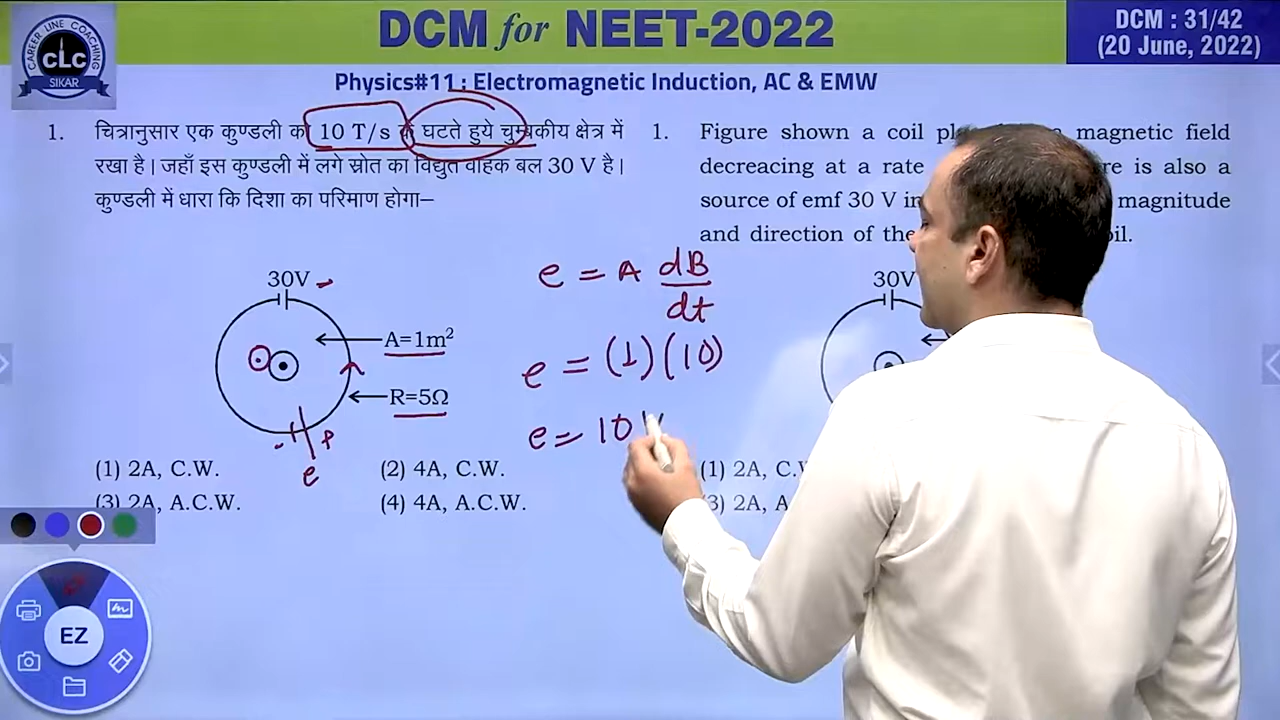 CAREER LINE COACHING
CLC
SIKAR
DCM for NEET-2022
DCM : 31/42
(20 June, 2022)
Physics#11 : Electromagnetic Induction, AC & EMW
1. चित्रानुसार एक कुण्डली को 10 T/s घटते हुये चुम्बकीय क्षेत्र में
रखा है। जहाँ इस कुण्डली में लगे स्रोत का विद्युत वाहक बल 30 V है।
कुण्डली में धारा कि दिशा का परिमाण होगा–
30V
A=1m²
R=5Ω
e
(1) 2A, C.W. (2) 4A, C.W.
(3) 2A, A.C.W. (4) 4A, A.C.W.
e = A dB/dt
e = (1)(10)
e = 10
1. Figure shown a coil magnetic field
decreacing at a rate is also a
source of emf 30 V magnitude
and direction of the
30V
(1) 2A,
(3) 2A,
EZ